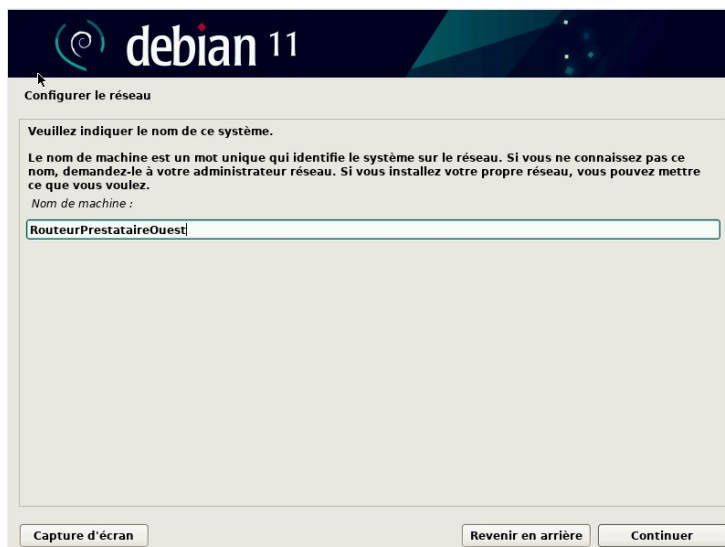 debian 11
Configurer le réseau
Veuillez indiquer le nom de ce système.
Le nom de machine est un mot unique qui identifie le système sur le réseau. Si vous ne connaissez pas ce
nom, demandez-le à votre administrateur réseau. Si vous installez votre propre réseau, vous pouvez mettre
ce que vous voulez.
Nom de machine :
RouteurPrestataireOuest
Capture d'écran
Revenir en arrière
Continuer